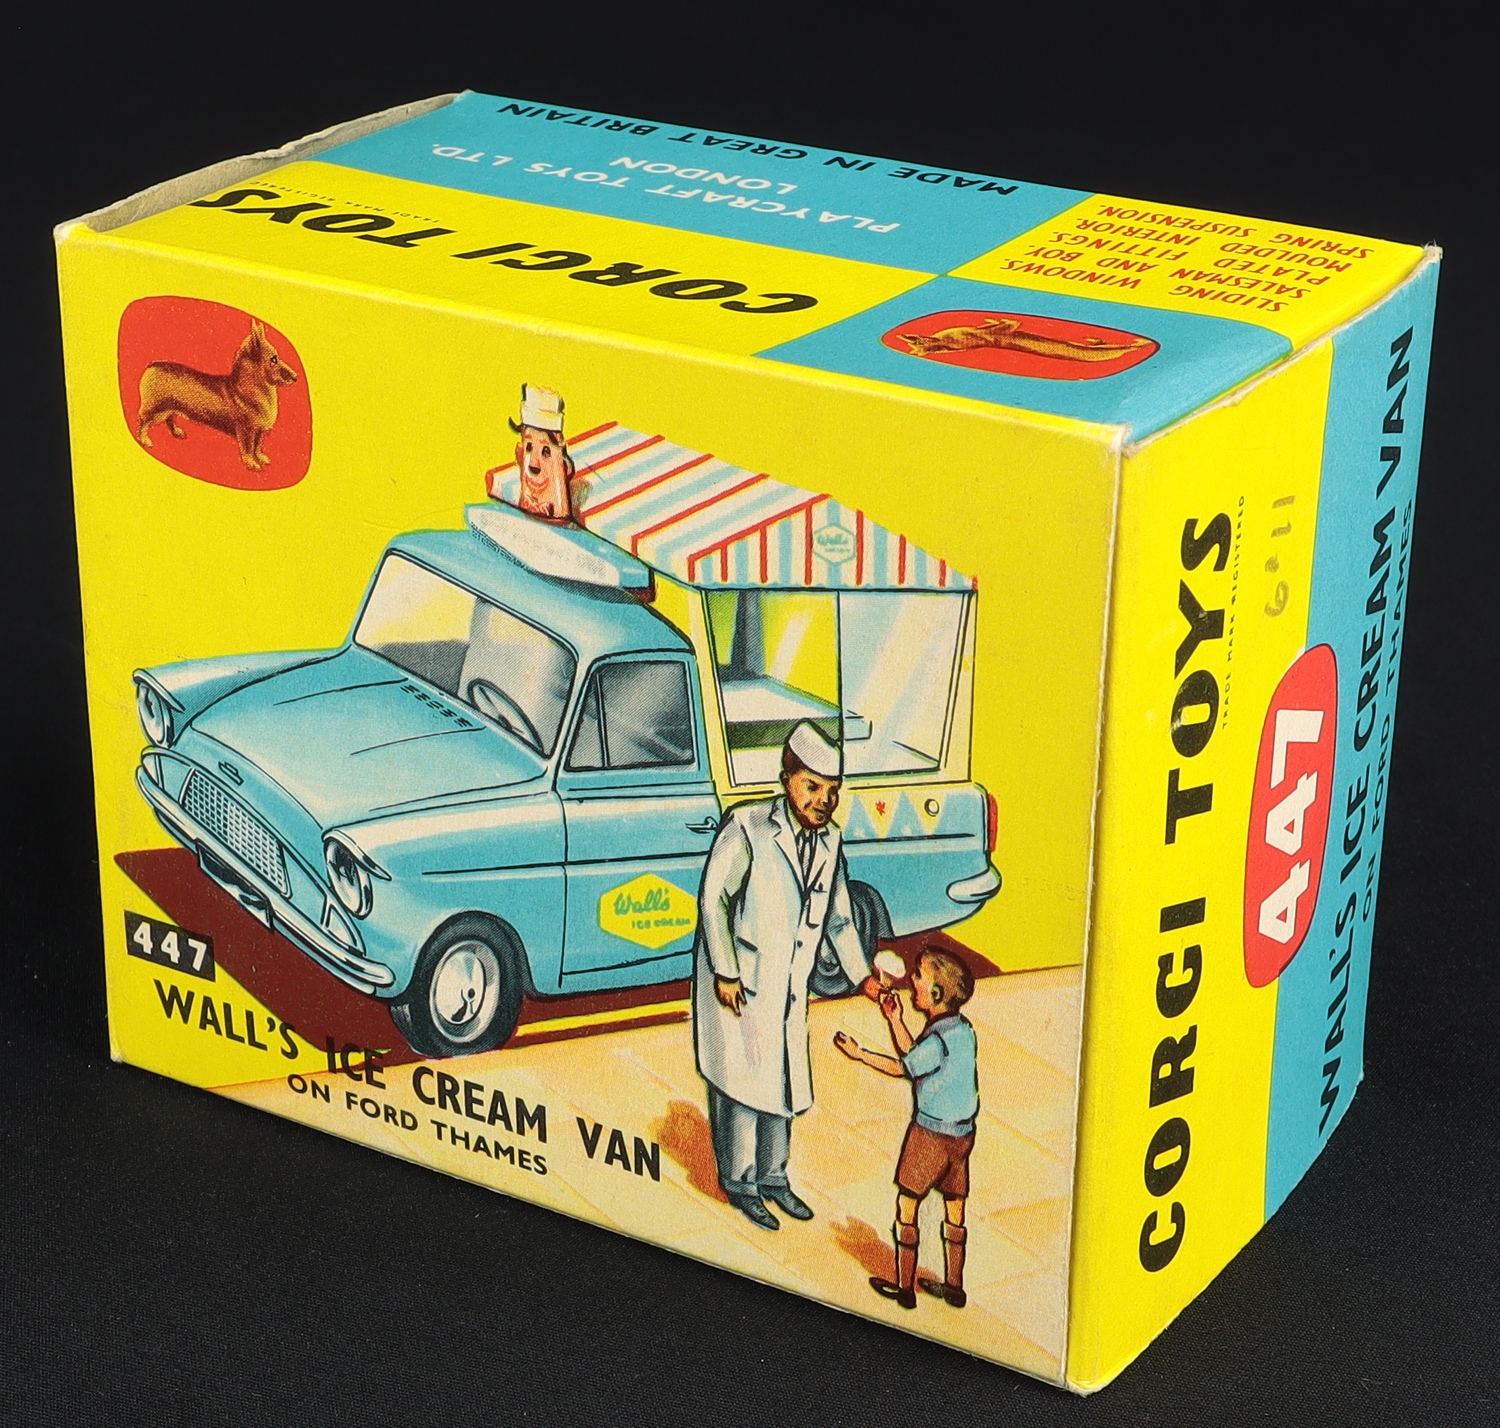 MADE IN GREAT BRITAIN
PLAYCRAFT TOYS LTD.
LONDON
CORGI TOYS
TRADE MARK REGISTERED
SLIDING WINDOWS.
SALESMAN AND BOY.
PLATED FITTINGS.
MOULDED INTERIOR.
SPRING SUSPENSION.
Wall's
Wall's
ICE CREAM
447
WALL'S ICE CREAM VAN
ON FORD THAMES
CORGI TOYS
TRADE MARK REGISTERED
447
WALL'S ICE CREAM VAN
ON FORD THAMES